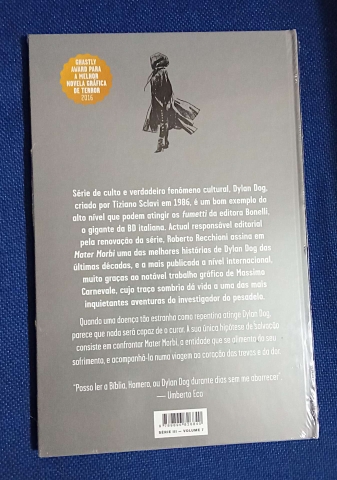 GHASTLY
AWARD PARA
A MELHOR
NOVELA GRÁFICA
DE TERROR
2016
Série de culto e verdadeiro fenómeno cultural, Dylan Dog,
criado por Tiziano Sclavi em 1986, é um bom exemplo do
alto nível que podem atingir os fumetti da editora Bonelli,
o gigante da BD italiana. Actual responsável editorial
pela renovação da série, Roberto Recchioni assina em
Mater Morbi uma das melhores histórias de Dylan Dog das
últimas décadas, e a mais publicada a nível internacional,
muito graças ao notável trabalho gráfico de Massimo
Carnevale, cujo traço sombrio dá vida a uma das mais
inquietantes aventuras do investigador do pesadelo.
Quando uma doença tão estranha como repentina atinge Dylan Dog,
parece que nada será capaz de o curar. A sua única hipótese de salvação
consiste em confrontar Mater Morbi, a entidade que se alimenta do seu
sofrimento, e acompanhá-la numa viagem ao coração das trevas e da dor.
"Posso ler a Bíblia, Homero, ou Dylan Dog durante dias sem me aborrecer."
— Umberto Eco
SÉRIE III — VOLUME 1